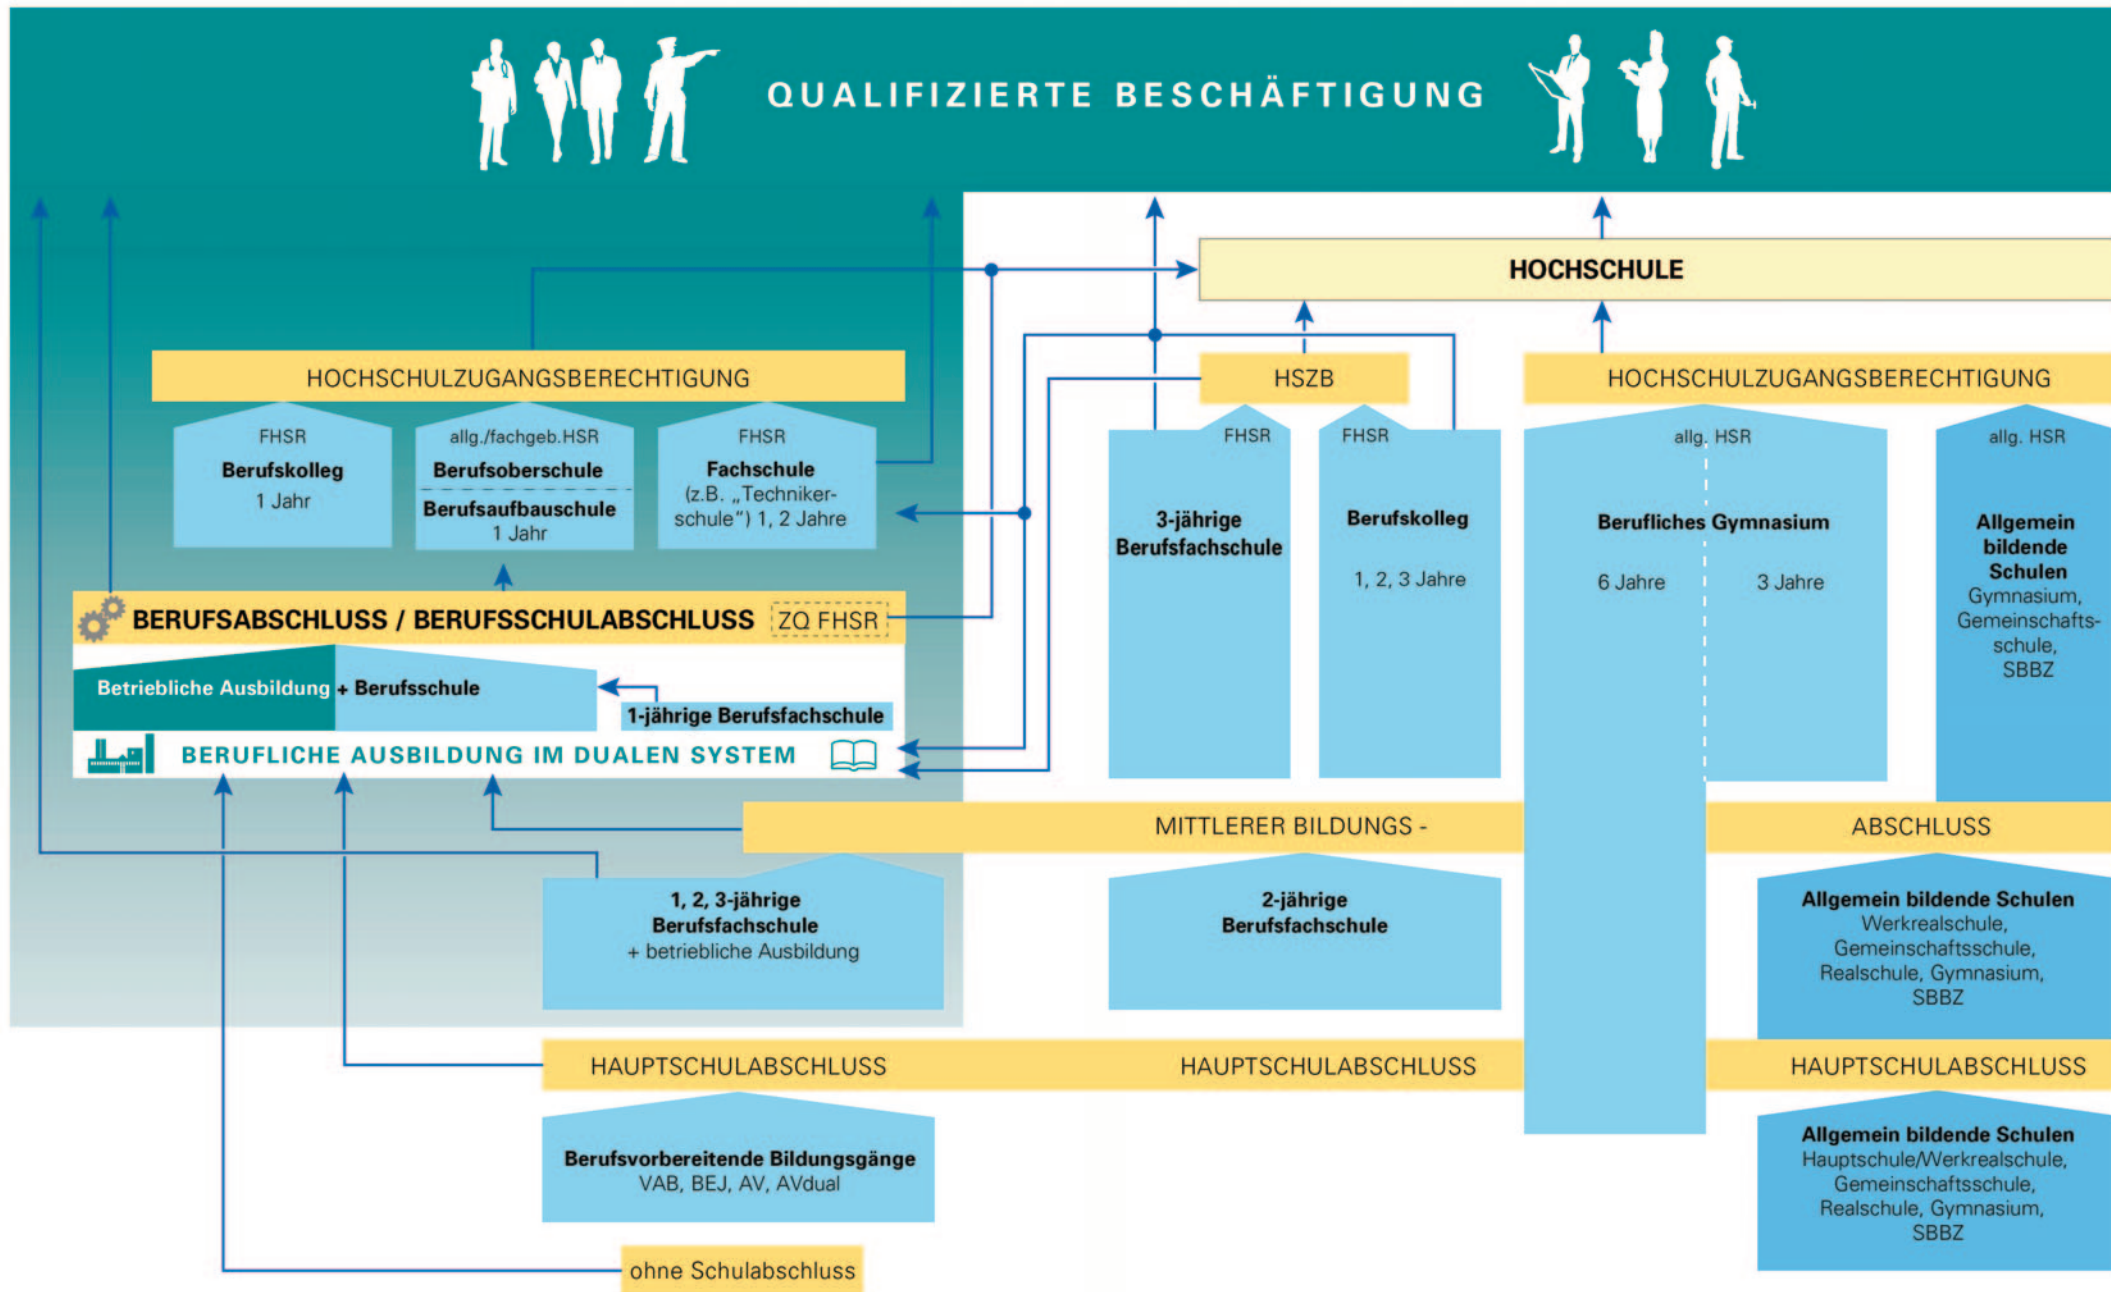 QUALIFIZIERTE BESCHÄFTIGUNG
HOCHSCHULE
HOCHSCHULZUGANGSBERECHTIGUNG
HSZB
HOCHSCHULZUGANGSBERECHTIGUNG
FHSR
Berufskolleg
1 Jahr
allg./fachgeb.HSR
Berufsoberschule
Berufsaufbauschule
1 Jahr
FHSR
Fachschule
(z.B. „Techniker-
schule“) 1, 2 Jahre
FHSR
3-jährige
Berufsfachschule
FHSR
Berufskolleg
1, 2, 3 Jahre
allg. HSR
Berufliches Gymnasium
6 Jahre
3 Jahre
allg. HSR
Allgemein
bildende
Schulen
Gymnasium,
Gemeinschafts-
schule,
SBBZ
BERUFSABSCHLUSS / BERUFSSCHULABSCHLUSS
ZQ FHSR
Betriebliche Ausbildung + Berufsschule
1-jährige Berufsfachschule
BERUFLICHE AUSBILDUNG IM DUALEN SYSTEM
MITTLERER BILDUNGS -
ABSCHLUSS
1, 2, 3-jährige
Berufsfachschule
+ betriebliche Ausbildung
2-jährige
Berufsfachschule
Allgemein bildende Schulen
Werkrealschule,
Gemeinschaftsschule,
Realschule, Gymnasium,
SBBZ
HAUPTSCHULABSCHLUSS
HAUPTSCHULABSCHLUSS
HAUPTSCHULABSCHLUSS
Berufsvorbereitende Bildungsgänge
VAB, BEJ, AV, AVdual
Allgemein bildende Schulen
Hauptschule/Werkrealschule,
Gemeinschaftsschule,
Realschule, Gymnasium,
SBBZ
ohne Schulabschluss